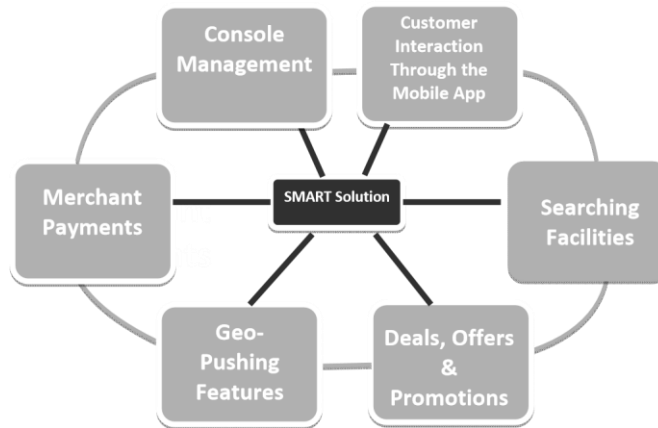 Console
Management
Customer
Interaction
Through the
Mobile App
Merchant
Payments
SMART Solution
Searching
Facilities
Geo-
Pushing
Features
Deals, Offers
&
Promotions